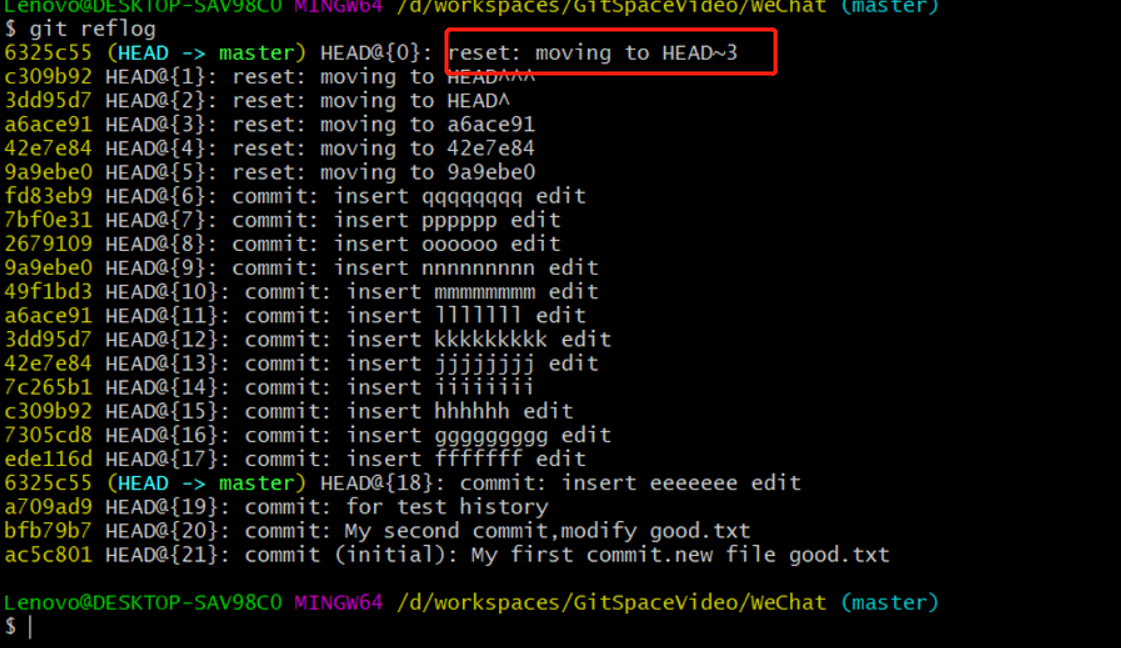 Lenovo@DESKTOP-SAV98C0 MINGW64 /d/workspaces/GitSpaceVideo/WeChat (master)
$ git reflog
6325c55 (HEAD -> master) HEAD@{0}: reset: moving to HEAD~3
c309b92 HEAD@{1}: reset: moving to HEAD^^^
3dd95d7 HEAD@{2}: reset: moving to HEAD^
a6ace91 HEAD@{3}: reset: moving to a6ace91
42e7e84 HEAD@{4}: reset: moving to 42e7e84
9a9ebe0 HEAD@{5}: reset: moving to 9a9ebe0
fd83eb9 HEAD@{6}: commit: insert qqqqqqqq edit
7bf0e31 HEAD@{7}: commit: insert pppppp edit
2679109 HEAD@{8}: commit: insert oooooo edit
9a9ebe0 HEAD@{9}: commit: insert nnnnnnnnn edit
49f1bd3 HEAD@{10}: commit: insert mmmmmmmm edit
a6ace91 HEAD@{11}: commit: insert lllllll edit
3dd95d7 HEAD@{12}: commit: insert kkkkkkkkk edit
42e7e84 HEAD@{13}: commit: insert jjjjjjjj edit
7c265b1 HEAD@{14}: commit: insert iiiiiiii
c309b92 HEAD@{15}: commit: insert hhhhhh edit
7305cd8 HEAD@{16}: commit: insert ggggggggg edit
ede116d HEAD@{17}: commit: insert fffffff edit
6325c55 (HEAD -> master) HEAD@{18}: commit: insert eeeeeee edit
a709ad9 HEAD@{19}: commit: for test history
bfb79b7 HEAD@{20}: commit: My second commit,modify good.txt
ac5c801 HEAD@{21}: commit (initial): My first commit.new file good.txt
Lenovo@DESKTOP-SAV98C0 MINGW64 /d/workspaces/GitSpaceVideo/WeChat (master)
$